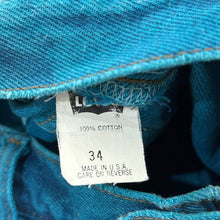 100% COTTON
34
MADE IN U.S.A.
CARE ON REVERSE